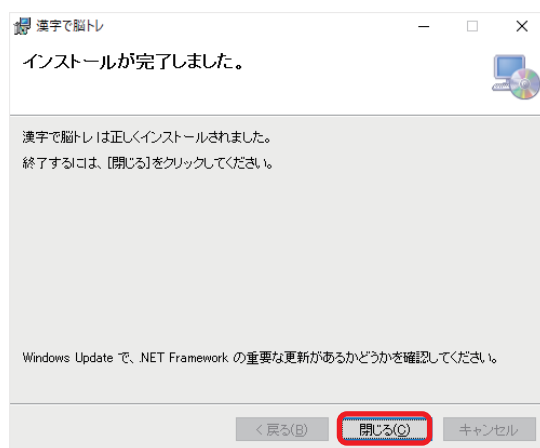 漢字で脳トレ
インストールが完了しました。
漢字で脳トレ は正しくインストールされました。
終了するには、[閉じる]をクリックしてください。
Windows Update で、.NET Framework の重要な更新があるかどうかを確認してください。
< 戻る(B) 閉じる(C) キャンセル